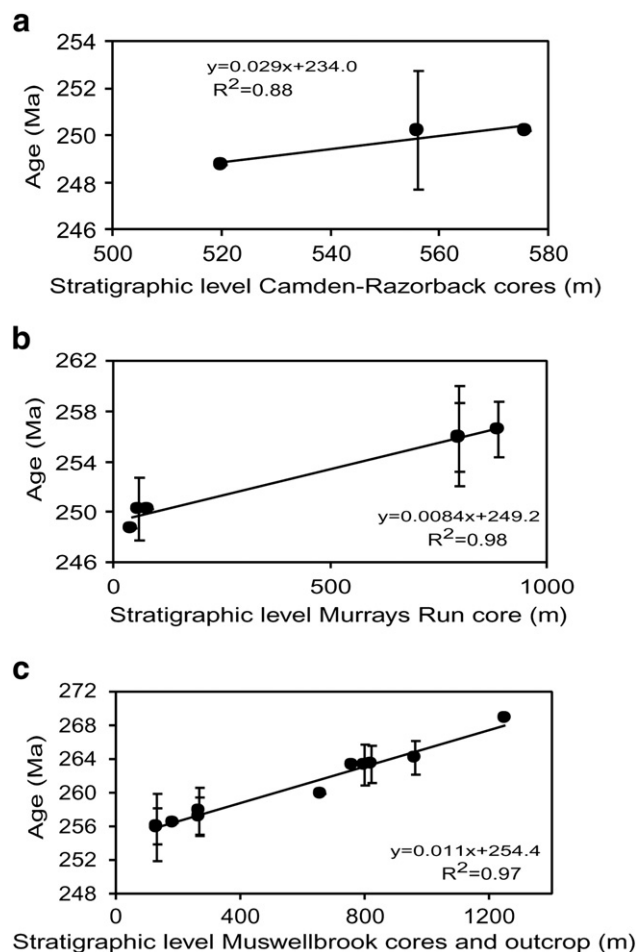 a
254
252
250
248
246
Age (Ma)
y=0.029x+234.0
R²=0.88
500 520 540 560 580
Stratigraphic level Camden-Razorback cores (m)
b
262
258
254
250
246
Age (Ma)
y=0.0084x+249.2
R²=0.98
0 500 1000
Stratigraphic level Murrays Run core (m)
c
272
268
264
260
256
252
248
Age (Ma)
y=0.011x+254.4
R²=0.97
0 400 800 1200
Stratigraphic level Muswellbrook cores and outcrop (m)